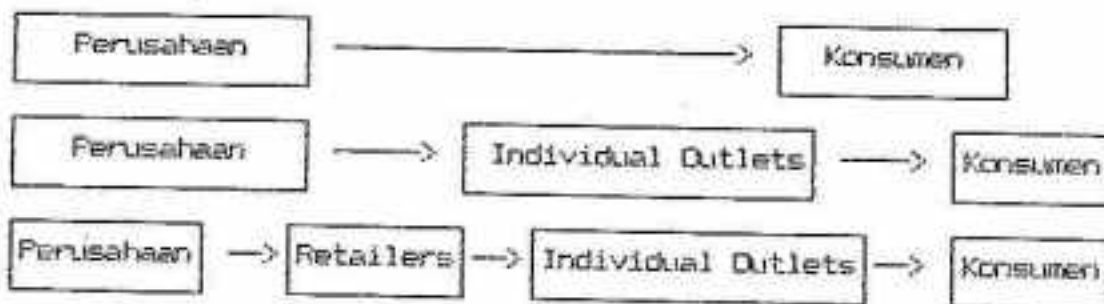 Perusahaan Konsumen
Perusahaan Individual Outlets Konsumen
Perusahaan Retailers Individual Outlets Konsumen